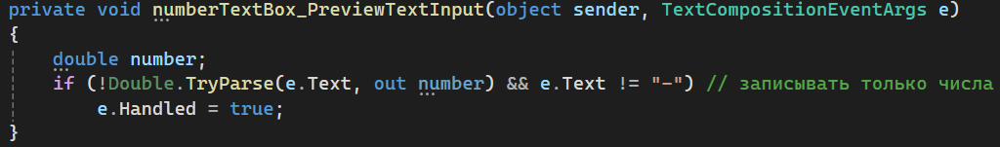 private void numberTextBox_PreviewTextInput(object sender, TextCompositionEventArgs e)
{
double number;
if (!Double.TryParse(e.Text, out number) && e.Text != "-") // записывать только числа
e.Handled = true;
}